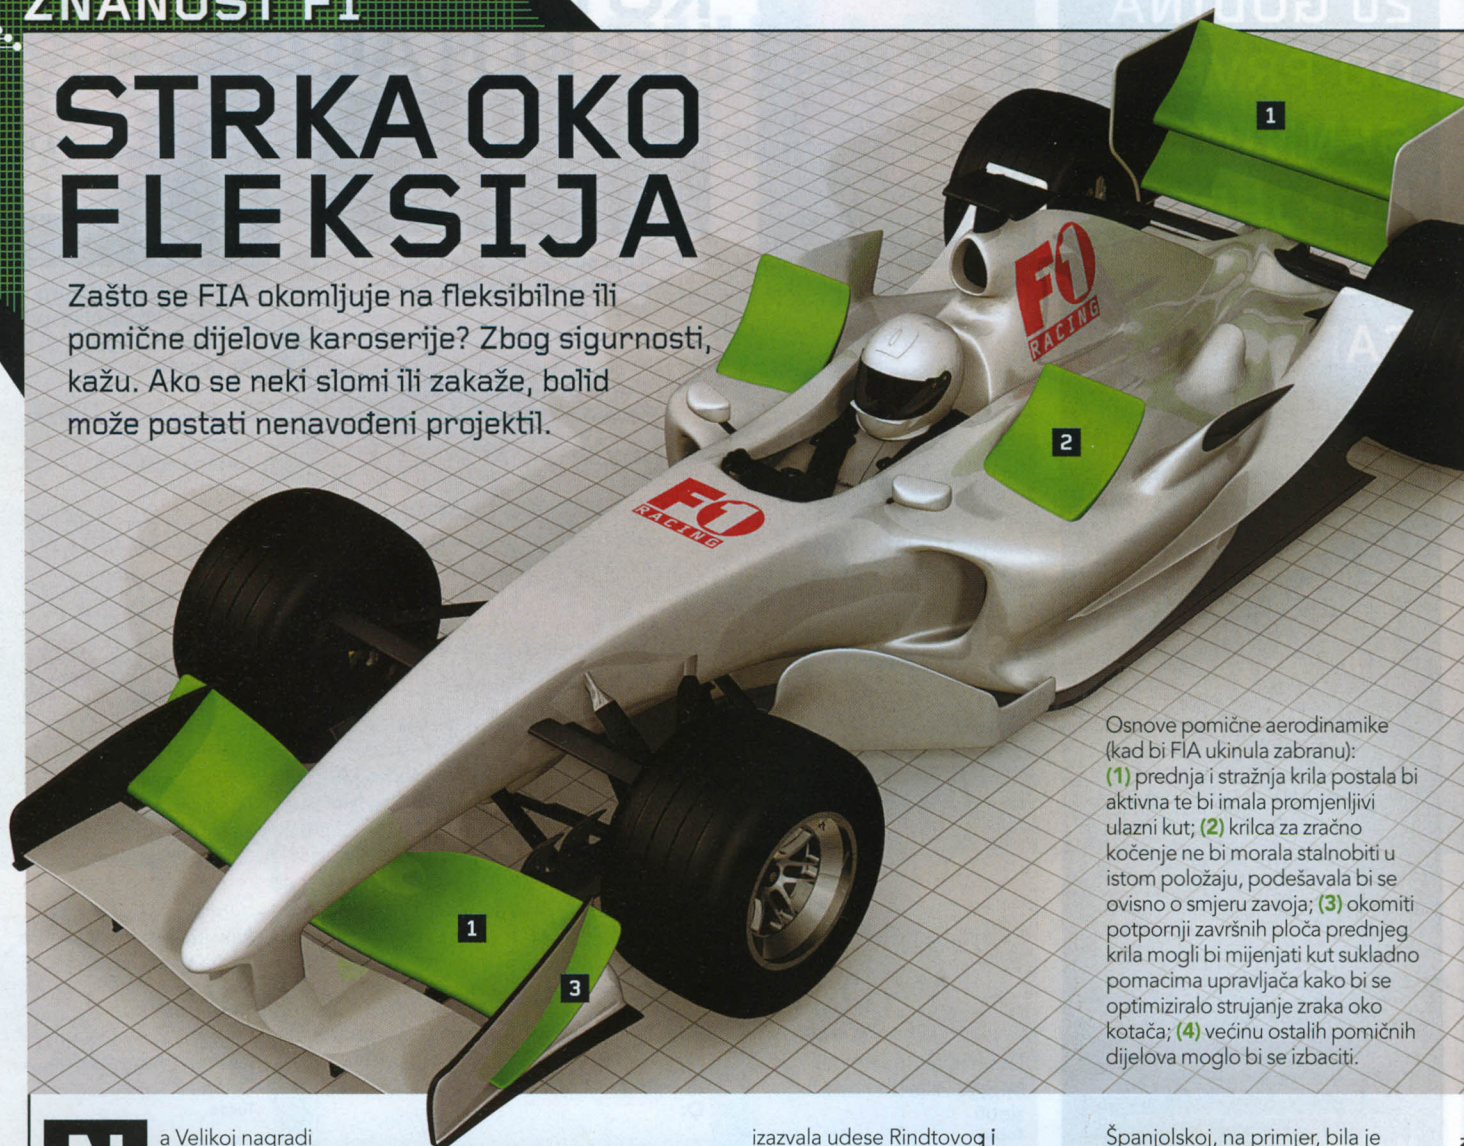 ZNANOST F1
STRKA OKO
FLEKSIJA
Zašto se FIA okomljuje na fleksibilne ili
pomične dijelove karoserije? Zbog sigurnosti,
kažu. Ako se neki slomi ili zakaže, bolid
može postati nenavođeni projektil.
1
F1
RACING
2
F1
RACING
1
3
Osnove pomične aerodinamike
(kad bi FIA ukinula zabranu):
(1) prednja i stražnja krila postala bi
aktivna te bi imala promjenljivi
ulazni kut; (2) krilca za zračno
kočenje ne bi morala stalnobiti u
istom položaju, podešavala bi se
ovisno o smjeru zavoja; (3) okomiti
potpornji završnih ploča prednjeg
krila mogli bi mijenjati kut sukladno
pomacima upravljača kako bi se
optimiziralo strujanje zraka oko
kotača; (4) većinu ostalih pomičnih
dijelova moglo bi se izbaciti.
Na Velikoj nagradi
izazvala udese Rindtovog i
Španjolskoj, na primjer, bila je